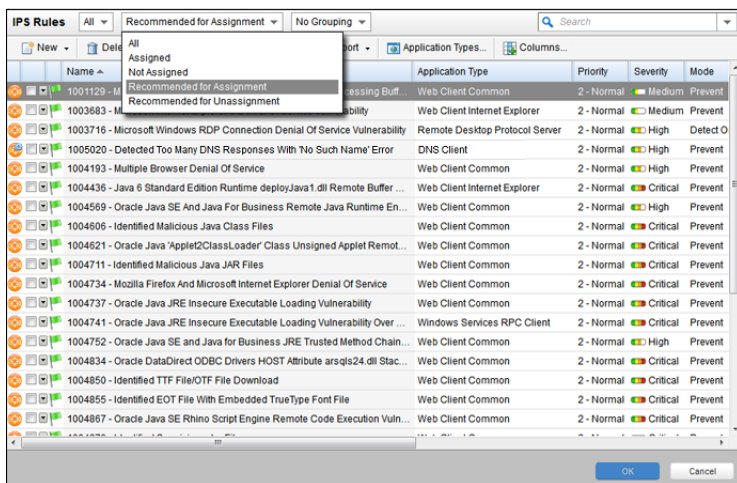 IPS Rules All Recommended for Assignment No Grouping Search
New Dele port Application Types... Columns...
All
Assigned
Not Assigned
Recommended for Assignment
Recommended for Unassignment
Name Application Type Priority Severity Mode
1001129 - M cessing Buff... Web Client Common 2 - Normal Medium Prevent
1003683 - M ability Web Client Internet Explorer 2 - Normal Medium Prevent
1003716 - Microsoft Windows RDP Connection Denial Of Service Vulnerability Remote Desktop Protocol Server 2 - Normal High Detect O
1005020 - Detected Too Many DNS Responses With 'No Such Name' Error DNS Client 2 - Normal High Prevent
1004193 - Multiple Browser Denial Of Service Web Client Common 2 - Normal High Prevent
1004436 - Java 6 Standard Edition Runtime deployJava1.dll Remote Buffer ... Web Client Internet Explorer 2 - Normal Critical Prevent
1004569 - Oracle Java SE And Java For Business Remote Java Runtime En... Web Client Common 2 - Normal High Prevent
1004606 - Identified Malicious Java Class Files Web Client Common 2 - Normal Critical Prevent
1004621 - Oracle Java 'Applet2ClassLoader' Class Unsigned Applet Remot... Web Client Common 2 - Normal Critical Prevent
1004711 - Identified Malicious Java JAR Files Web Client Common 2 - Normal Critical Prevent
1004734 - Mozilla Firefox And Microsoft Internet Explorer Denial Of Service Web Client Common 2 - Normal Critical Prevent
1004737 - Oracle Java JRE Insecure Executable Loading Vulnerability Web Client Common 2 - Normal Critical Prevent
1004741 - Oracle Java JRE Insecure Executable Loading Vulnerability Over ... Windows Services RPC Client 2 - Normal Critical Prevent
1004752 - Oracle Java SE and Java for Business JRE Trusted Method Chain... Web Client Common 2 - Normal High Prevent
1004834 - Oracle DataDirect ODBC Drivers HOST Attribute arsqls24.dll Stac... Web Client Common 2 - Normal Critical Prevent
1004850 - Identified TTF File/OTF File Download Web Client Common 2 - Normal Critical Prevent
1004855 - Identified EOT File With Embedded TrueType Font File Web Client Common 2 - Normal Critical Prevent
1004867 - Oracle Java SE Rhino Script Engine Remote Code Execution Vuln... Web Client Common 2 - Normal Critical Prevent
OK Cancel